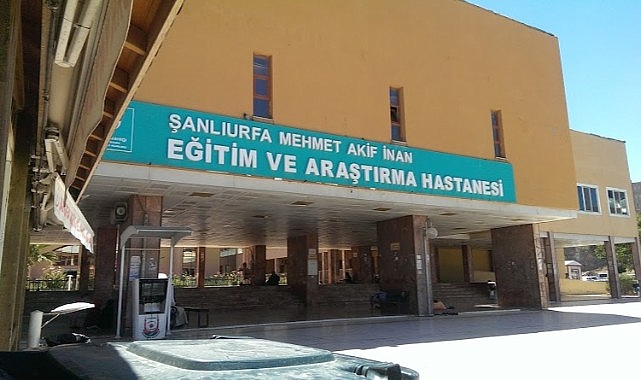 ŞANLIURFA MEHMET AKİF İNAN
EĞİTİM VE ARAŞTIRMA HASTANESİ